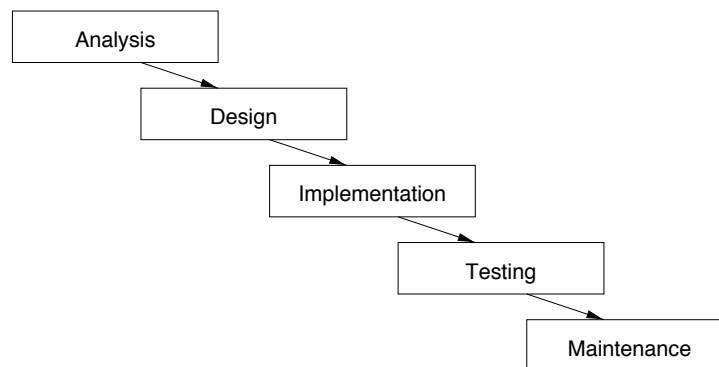 Analysis
Design
Implementation
Testing
Maintenance